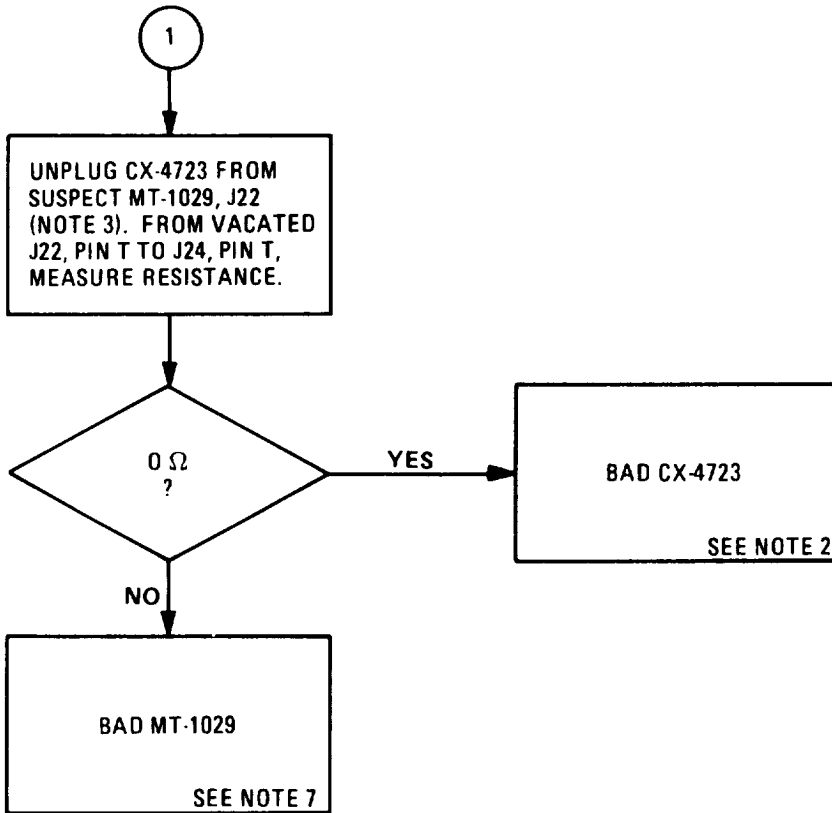 1
UNPLUG CX-4723 FROM
SUSPECT MT-1029, J22
(NOTE 3). FROM VACATED
J22, PIN T TO J24, PIN T,
MEASURE RESISTANCE.
0 Ω
?
YES
BAD CX-4723
SEE NOTE 2
NO
BAD MT-1029
SEE NOTE 7